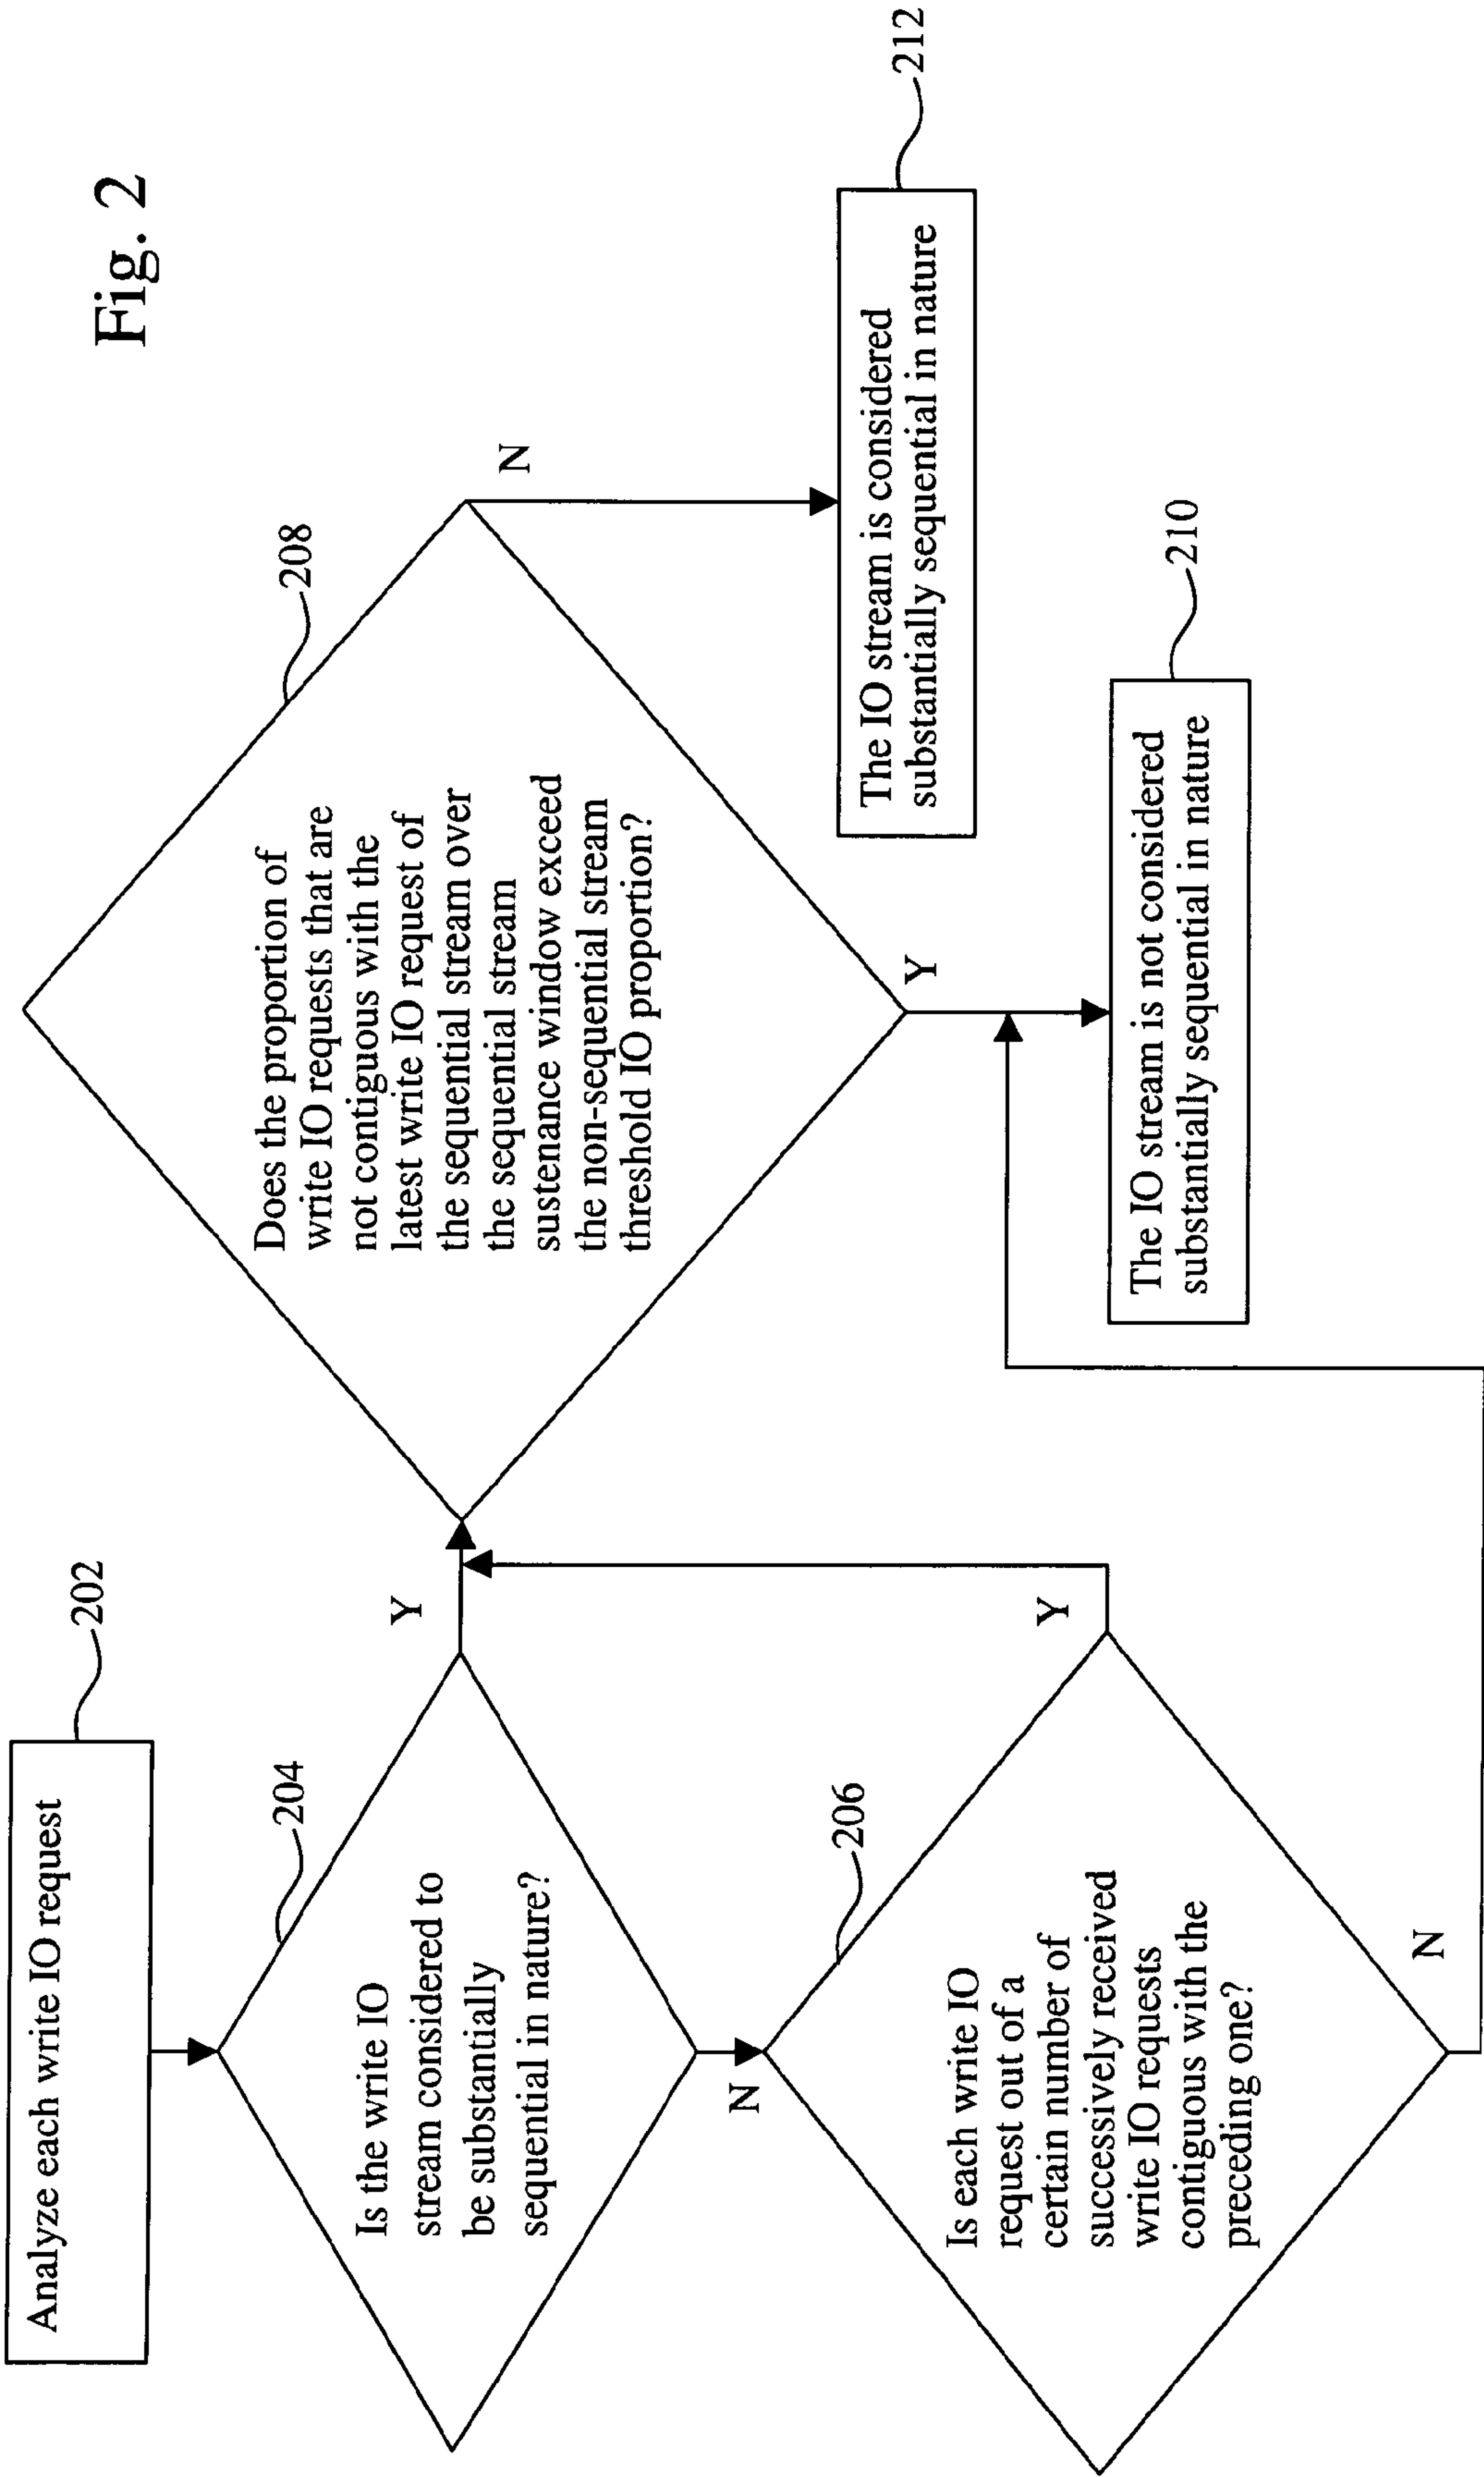 Fig. 2
202
Analyze each write IO request
204
Is the write IO
stream considered to
be substantially
sequential in nature?
Y
N
206
Is each write IO
request out of a
certain number of
successively received
write IO requests
contiguous with the
preceding one?
Y
N
208
Does the proportion of
write IO requests that are
not contiguous with the
latest write IO request of
the sequential stream over
the sequential stream
sustenance window exceed
the non-sequential stream
threshold IO proportion?
N
Y
212
The IO stream is considered
substantially sequential in nature
210
The IO stream is not considered
substantially sequential in nature